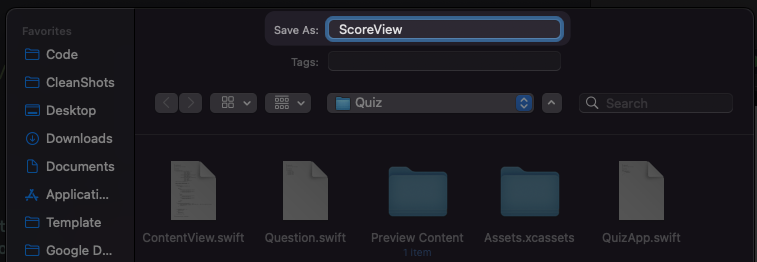 Favorites
Code
CleanShots
Desktop
Downloads
Documents
Applicati...
Template
Google D...
Save As: ScoreView
Tags:
Quiz
Search
ContentView.swift
Question.swift
Preview Content
1 item
Assets.xcassets
QuizApp.swift